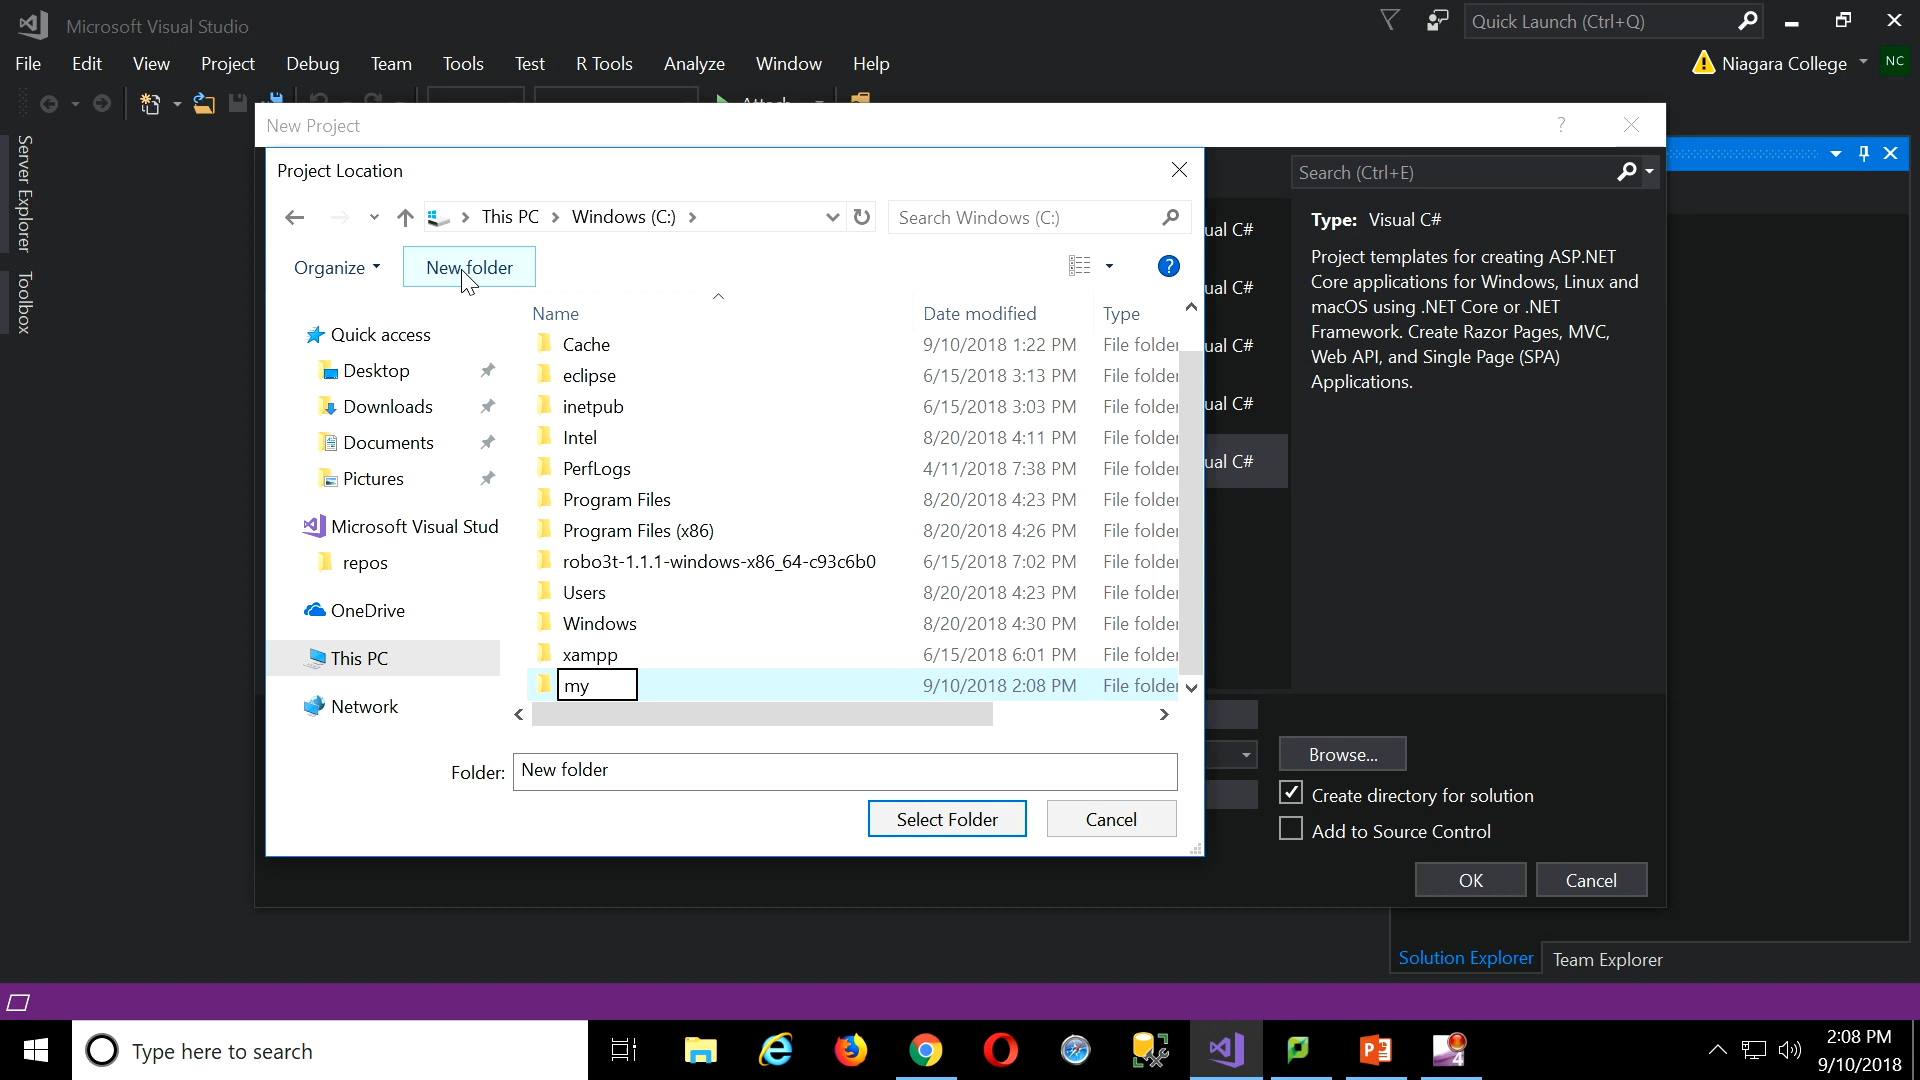 Microsoft Visual Studio
Quick Launch (Ctrl+Q)
File Edit View Project Debug Team Tools Test R Tools Analyze Window Help
Niagara College NC
New Project ?
Server Explorer
Toolbox
Project Location
This PC > Windows (C:) >
Search Windows (C:)
Organize
New folder
?
Name Date modified Type
Cache 9/10/2018 1:22 PM File folder
eclipse 6/15/2018 3:13 PM File folder
inetpub 6/15/2018 3:03 PM File folder
Intel 8/20/2018 4:11 PM File folder
PerfLogs 4/11/2018 7:38 PM File folder
Program Files 8/20/2018 4:23 PM File folder
Program Files (x86) 8/20/2018 4:26 PM File folder
robo3t-1.1.1-windows-x86_64-c93c6b0 6/15/2018 7:02 PM File folder
Users 8/20/2018 4:23 PM File folder
Windows 8/20/2018 4:30 PM File folder
xampp 6/15/2018 6:01 PM File folder
my 9/10/2018 2:08 PM File folder
Quick access
Desktop
Downloads
Documents
Pictures
Microsoft Visual Stud
repos
OneDrive
This PC
Network
Folder: New folder
Select Folder Cancel
ual C#
ual C#
ual C#
ual C#
ual C#
Search (Ctrl+E)
Type: Visual C#
Project templates for creating ASP.NET
Core applications for Windows, Linux and
macOS using .NET Core or .NET
Framework. Create Razor Pages, MVC,
Web API, and Single Page (SPA)
Applications.
Browse...
Create directory for solution
Add to Source Control
OK Cancel
Solution Explorer Team Explorer
Type here to search
2:08 PM
9/10/2018